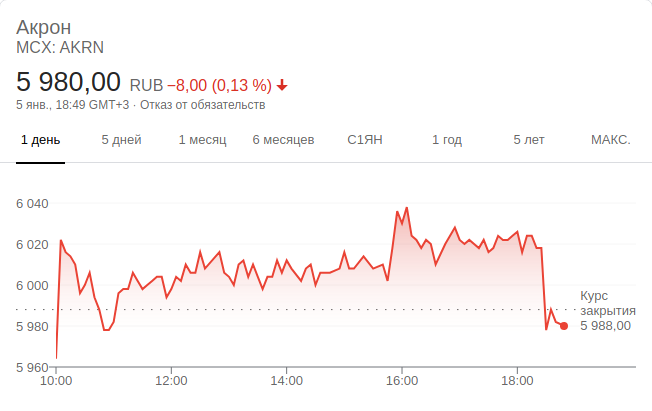 Акрон
MCX: AKRN
5 980,00 RUB −8,00 (0,13 %)
5 янв., 18:49 GMT+3 · Отказ от обязательств
1 день 5 дней 1 месяц 6 месяцев С1ЯН 1 год 5 лет МАКС.
6 040
6 020
6 000
5 980
5 960
Курс
закрытия
5 988,00
10:00 12:00 14:00 16:00 18:00